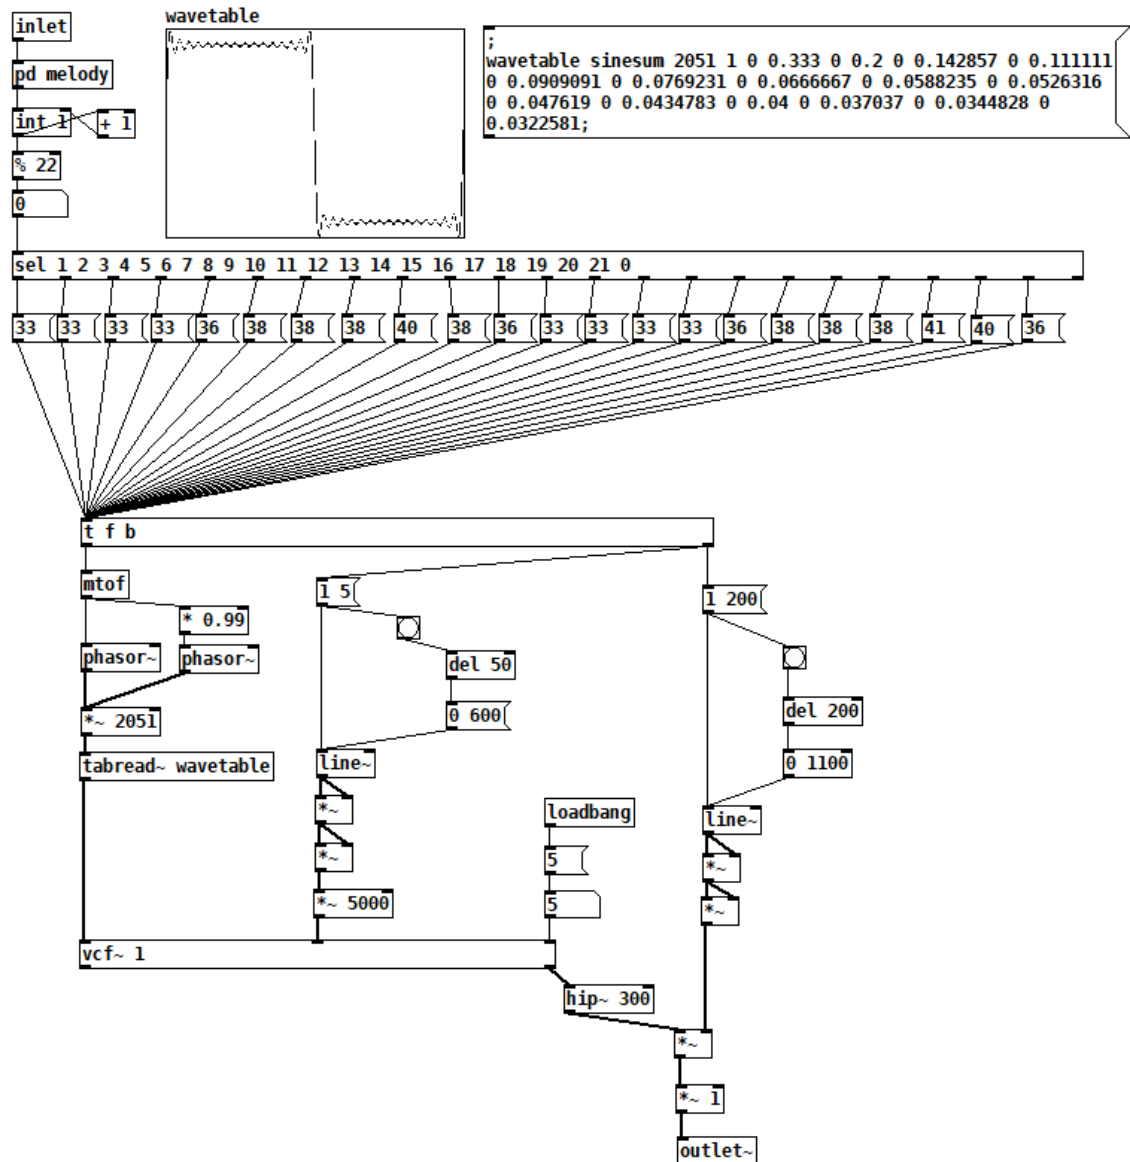 inlet
wavetable
;
wavetable sinesum 2051 1 0 0.333 0 0.2 0 0.142857 0 0.111111
0 0.0909091 0 0.0769231 0 0.0666667 0 0.0588235 0 0.0526316
0 0.047619 0 0.0434783 0 0.04 0 0.037037 0 0.0344828 0
0.0322581;
pd melody
int 1
+ 1
% 22
0
sel 1 2 3 4 5 6 7 8 9 10 11 12 13 14 15 16 17 18 19 20 21 0
33 33 33 33 36 38 38 38 40 38 36 33 33 33 33 36 38 38 38 41 40 36
t f b
mtof
* 0.99
1 5
1 200
phasor~ phasor~
del 50
*~ 2051
0 600
del 200
tabread~ wavetable
line~
0 1100
*~
loadbang
line~
*~
5
*~
*~ 5000
5
*~
vcf~ 1
hip~ 300
*~
*~ 1
outlet~